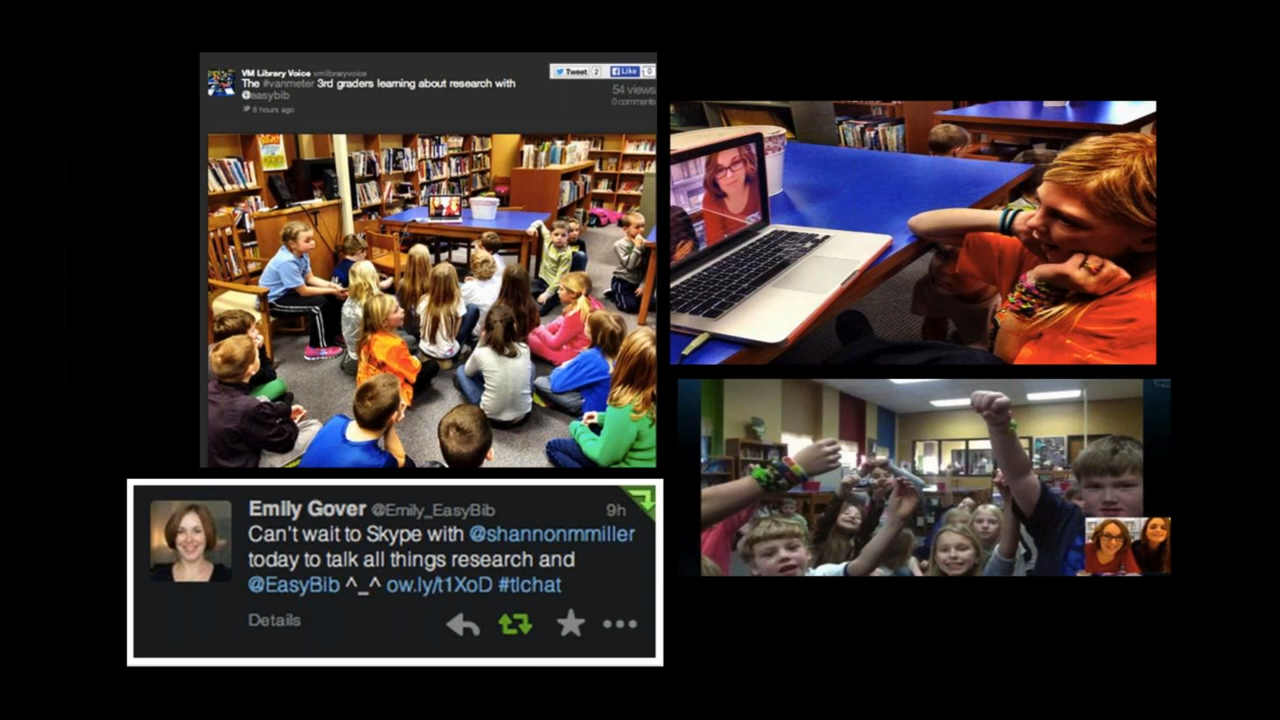 VM Library Voice vmlibraryvoice
The #vanmeter 3rd graders learning about research with
@easybib
8 hours ago
Tweet 2 Like 0
54 views
0 comments
Emily Gover @Emily_EasyBib 9h
Can't wait to Skype with @shannonmmiller
today to talk all things research and
@EasyBib ^_^ ow.ly/t1XoD #tlchat
Details